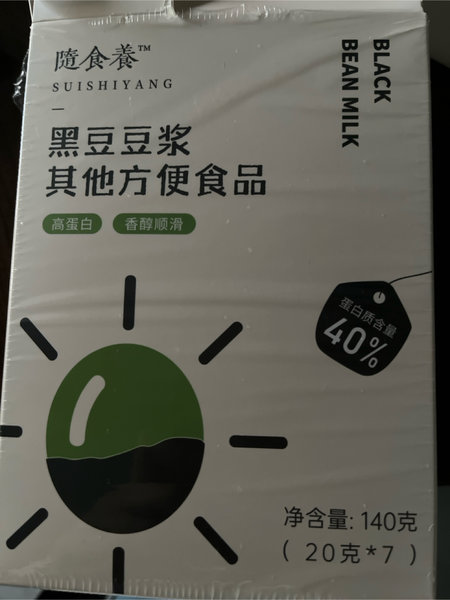 隨食養™
SUISHIYANG
BLACK
BEAN MILK
黑豆豆浆
其他方便食品
高蛋白 香醇顺滑
蛋白质含量
40%
净含量: 140克
( 20克*7 )